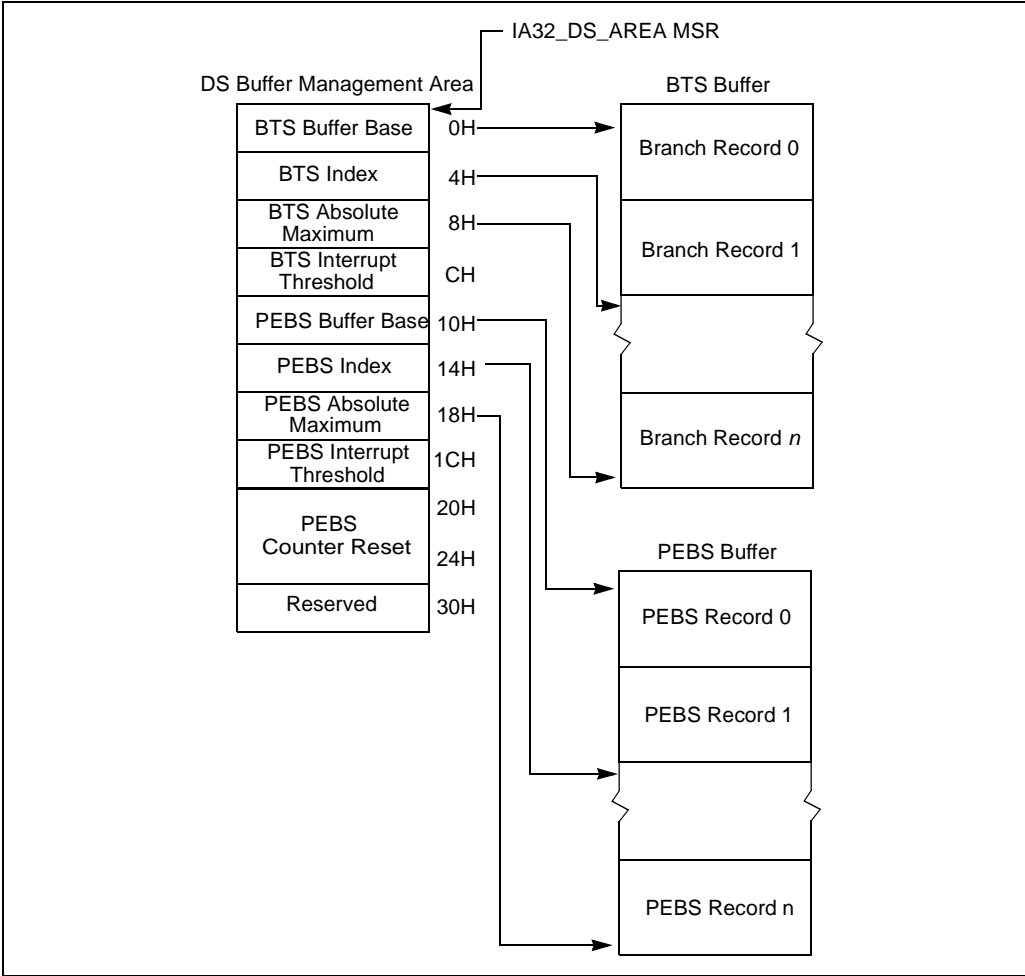 IA32_DS_AREA MSR
DS Buffer Management Area
BTS Buffer Base 0H
BTS Index 4H
BTS Absolute
Maximum 8H
BTS Interrupt
Threshold CH
PEBS Buffer Base 10H
PEBS Index 14H
PEBS Absolute
Maximum 18H
PEBS Interrupt
Threshold 1CH
20H
PEBS
Counter Reset
24H
Reserved 30H
BTS Buffer
Branch Record 0
Branch Record 1
Branch Record n
PEBS Buffer
PEBS Record 0
PEBS Record 1
PEBS Record n